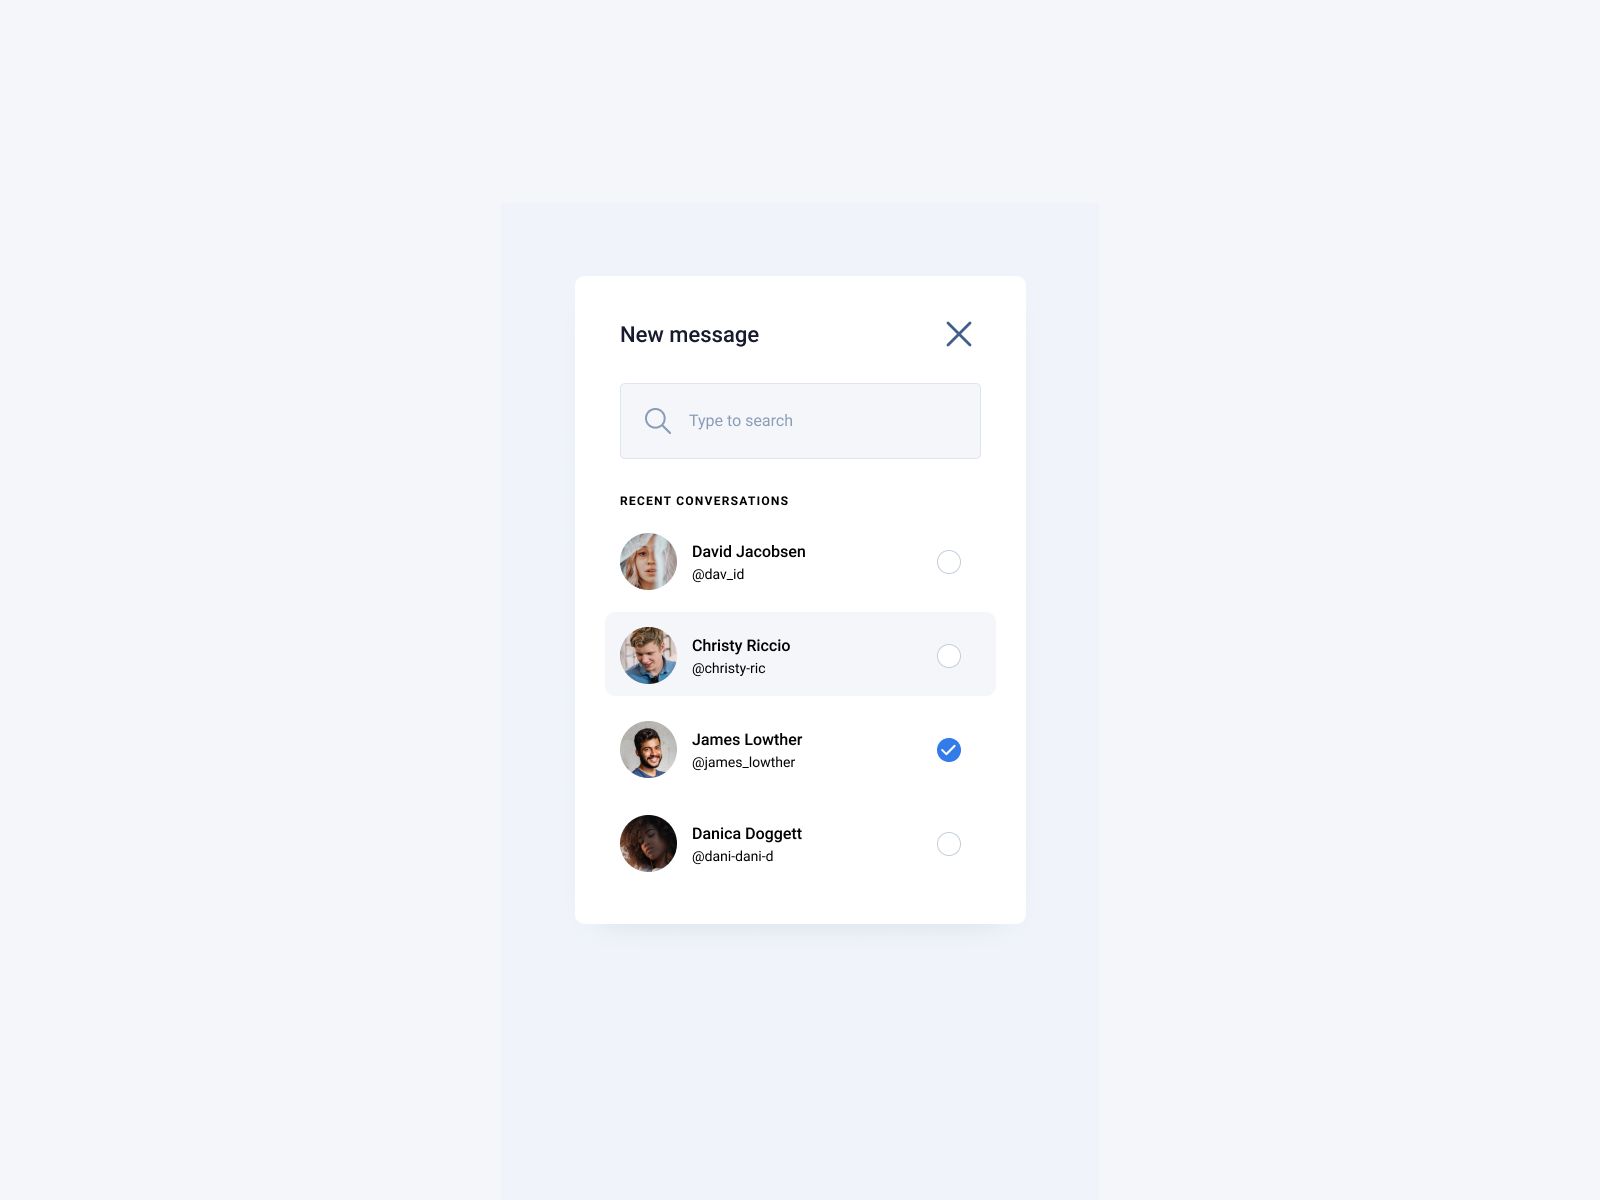 New message
Type to search
RECENT CONVERSATIONS
David Jacobsen
@dav_id
Christy Riccio
@christy-ric
James Lowther
@james_lowther
Danica Doggett
@dani-dani-d